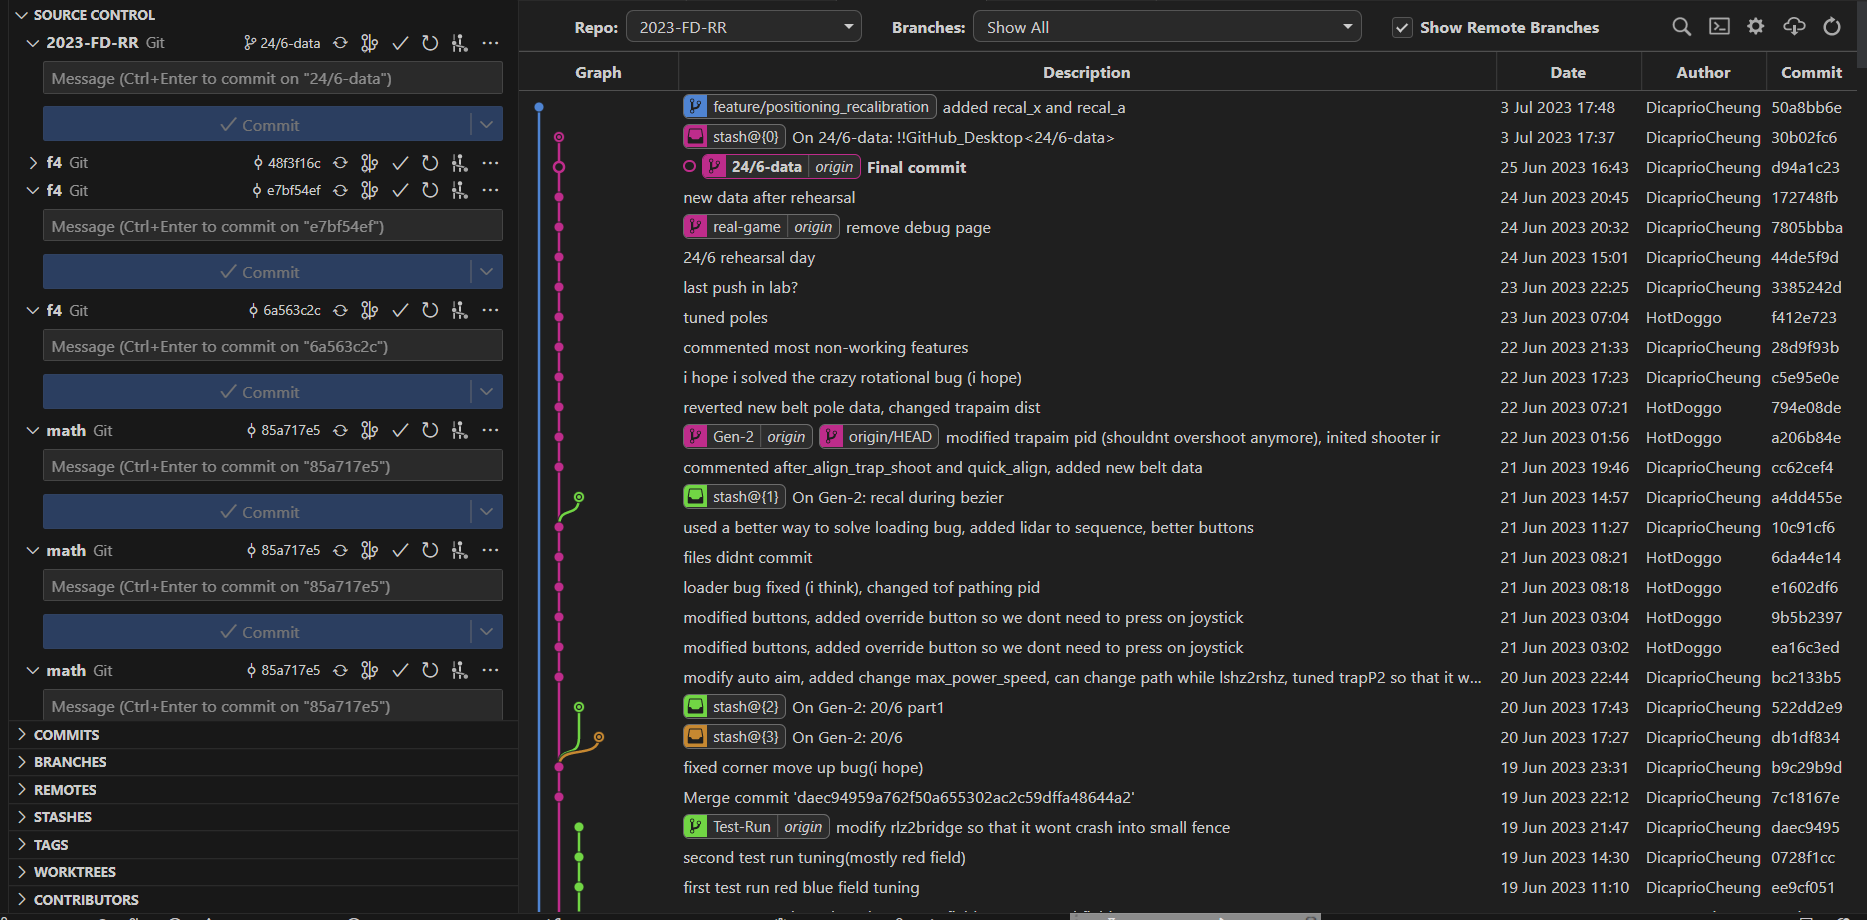 SOURCE CONTROL
2023-FD-RR Git 24/6-data
Message (Ctrl+Enter to commit on "24/6-data")
Commit
f4 Git 48f3f16c
f4 Git e7bf54ef
Message (Ctrl+Enter to commit on "e7bf54ef")
Commit
f4 Git 6a563c2c
Message (Ctrl+Enter to commit on "6a563c2c")
Commit
math Git 85a717e5
Message (Ctrl+Enter to commit on "85a717e5")
Commit
math Git 85a717e5
Message (Ctrl+Enter to commit on "85a717e5")
Commit
math Git 85a717e5
Message (Ctrl+Enter to commit on "85a717e5")
COMMITS
BRANCHES
REMOTES
STASHES
TAGS
WORKTREES
CONTRIBUTORS
Repo: 2023-FD-RR Branches: Show All Show Remote Branches
Graph Description Date Author Commit
feature/positioning_recalibration added recal_x and recal_a 3 Jul 2023 17:48 DicaprioCheung 50a8bb6e
stash@{0} On 24/6-data: !!GitHub_Desktop<24/6-data> 3 Jul 2023 17:37 DicaprioCheung 30b02fc6
24/6-data origin Final commit 25 Jun 2023 16:43 DicaprioCheung d94a1c23
new data after rehearsal 24 Jun 2023 20:45 DicaprioCheung 172748fb
real-game origin remove debug page 24 Jun 2023 20:32 DicaprioCheung 7805bbba
24/6 rehearsal day 24 Jun 2023 15:01 DicaprioCheung 44de5f9d
last push in lab? 23 Jun 2023 22:25 DicaprioCheung 3385242d
tuned poles 23 Jun 2023 07:04 HotDoggo f412e723
commented most non-working features 22 Jun 2023 21:33 DicaprioCheung 28d9f93b
i hope i solved the crazy rotational bug (i hope) 22 Jun 2023 17:23 DicaprioCheung c5e95e0e
reverted new belt pole data, changed trapaim dist 22 Jun 2023 07:21 HotDoggo 794e08de
Gen-2 origin origin/HEAD modified trapaim pid (shouldnt overshoot anymore), inited shooter ir 22 Jun 2023 01:56 HotDoggo a206b84e
commented after_align_trap_shoot and quick_align, added new belt data 21 Jun 2023 19:46 DicaprioCheung cc62cef4
stash@{1} On Gen-2: recal during bezier 21 Jun 2023 14:57 DicaprioCheung a4dd455e
used a better way to solve loading bug, added lidar to sequence, better buttons 21 Jun 2023 11:27 DicaprioCheung 10c91cf6
files didnt commit 21 Jun 2023 08:21 HotDoggo 6da44e14
loader bug fixed (i think), changed tof pathing pid 21 Jun 2023 08:18 HotDoggo e1602df6
modified buttons, added override button so we dont need to press on joystick 21 Jun 2023 03:04 HotDoggo 9b5b2397
modified buttons, added override button so we dont need to press on joystick 21 Jun 2023 03:02 HotDoggo ea16c3ed
modify auto aim, added change max_power_speed, can change path while lshz2rshz, tuned trapP2 so that it w... 20 Jun 2023 22:44 DicaprioCheung bc2133b5
stash@{2} On Gen-2: 20/6 part1 20 Jun 2023 17:43 DicaprioCheung 522dd2e9
stash@{3} On Gen-2: 20/6 20 Jun 2023 17:27 DicaprioCheung db1df834
fixed corner move up bug(i hope) 19 Jun 2023 23:31 DicaprioCheung b9c29b9d
Merge commit 'daec94959a762f50a655302ac2c59dffa48644a2' 19 Jun 2023 22:12 DicaprioCheung 7c18167e
Test-Run origin modify rlz2bridge so that it wont crash into small fence 19 Jun 2023 21:47 DicaprioCheung daec9495
second test run tuning(mostly red field) 19 Jun 2023 14:30 DicaprioCheung 0728f1cc
first test run red blue field tuning 19 Jun 2023 11:10 DicaprioCheung ee9cf051